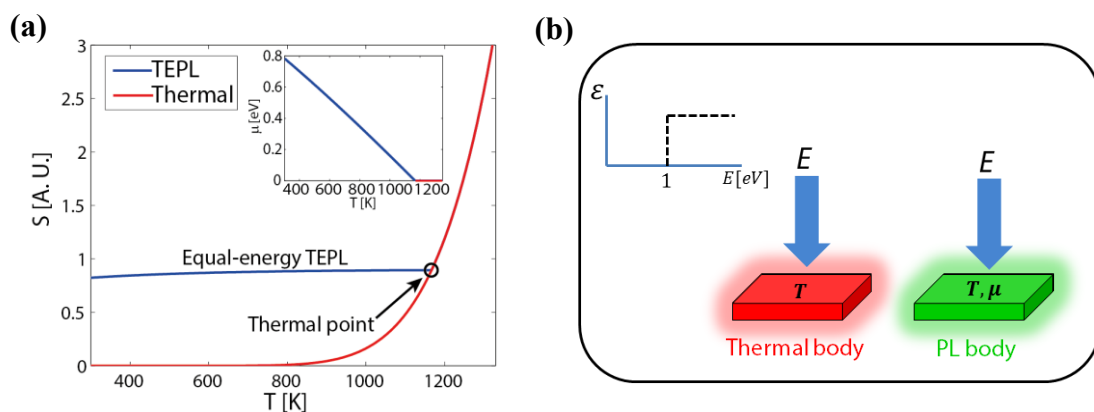 (a)
3
2.5
2
1.5
1
0.5
0
S [A. U.]
TEPL
Thermal
0.8
0.6
0.4
0.2
0
μ [eV]
400 600 800 1000 1200
T [K]
Equal-energy TEPL
Thermal point
400 600 800 1000 1200
T [K]
(b)
ε
1 E [eV]
E
E
T
T, μ
Thermal body
PL body